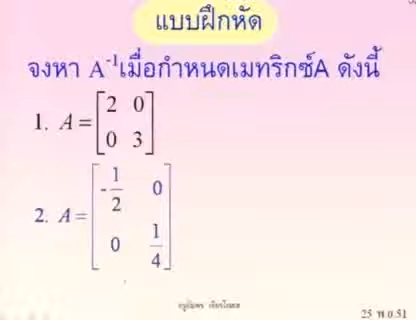 แบบฝึกหัด
จงหา A⁻¹เมื่อกำหนดเมทริกซ์A ดังนี้
1. A = [2 0
0 3]
2. A = [-1/2 0
0 1/4]
25 พ.ย.51